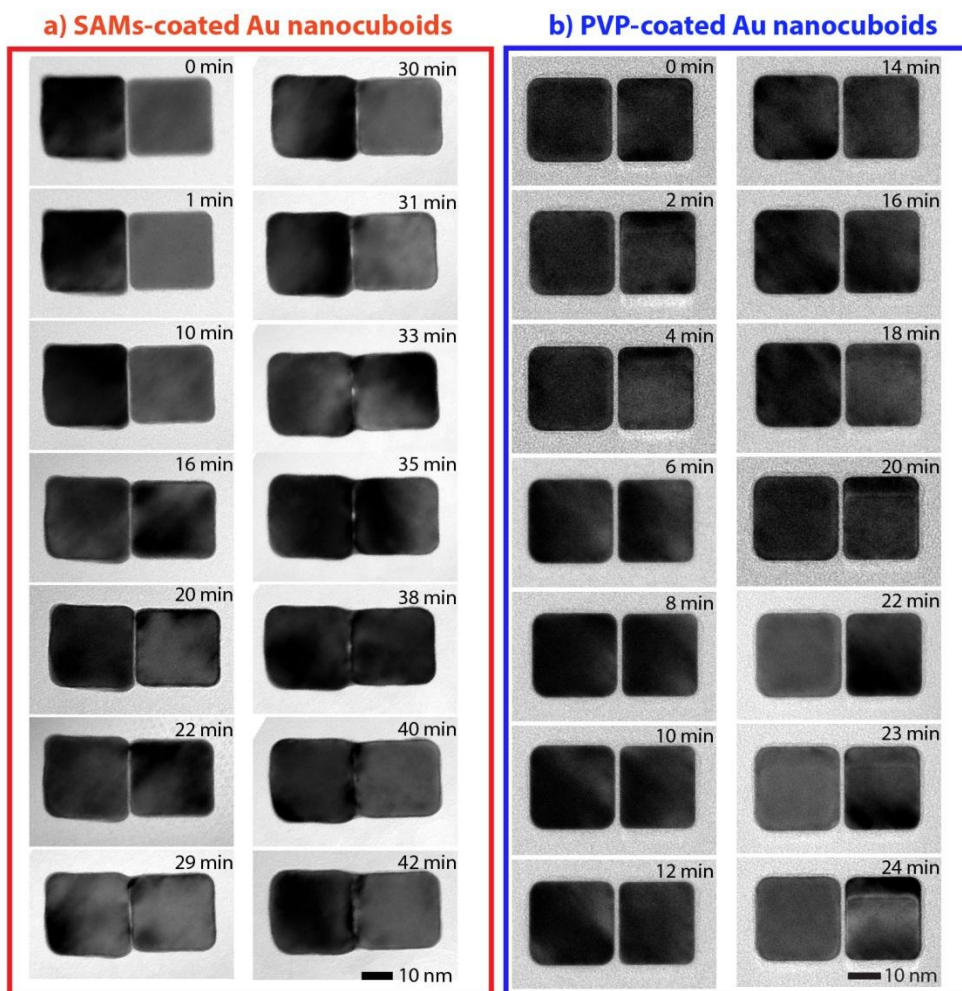 a) SAMs-coated Au nanocuboids
0 min
1 min
10 min
16 min
20 min
22 min
29 min
30 min
31 min
33 min
35 min
38 min
40 min
42 min
10 nm
b) PVP-coated Au nanocuboids
0 min
2 min
4 min
6 min
8 min
10 min
12 min
14 min
16 min
18 min
20 min
22 min
23 min
24 min
10 nm